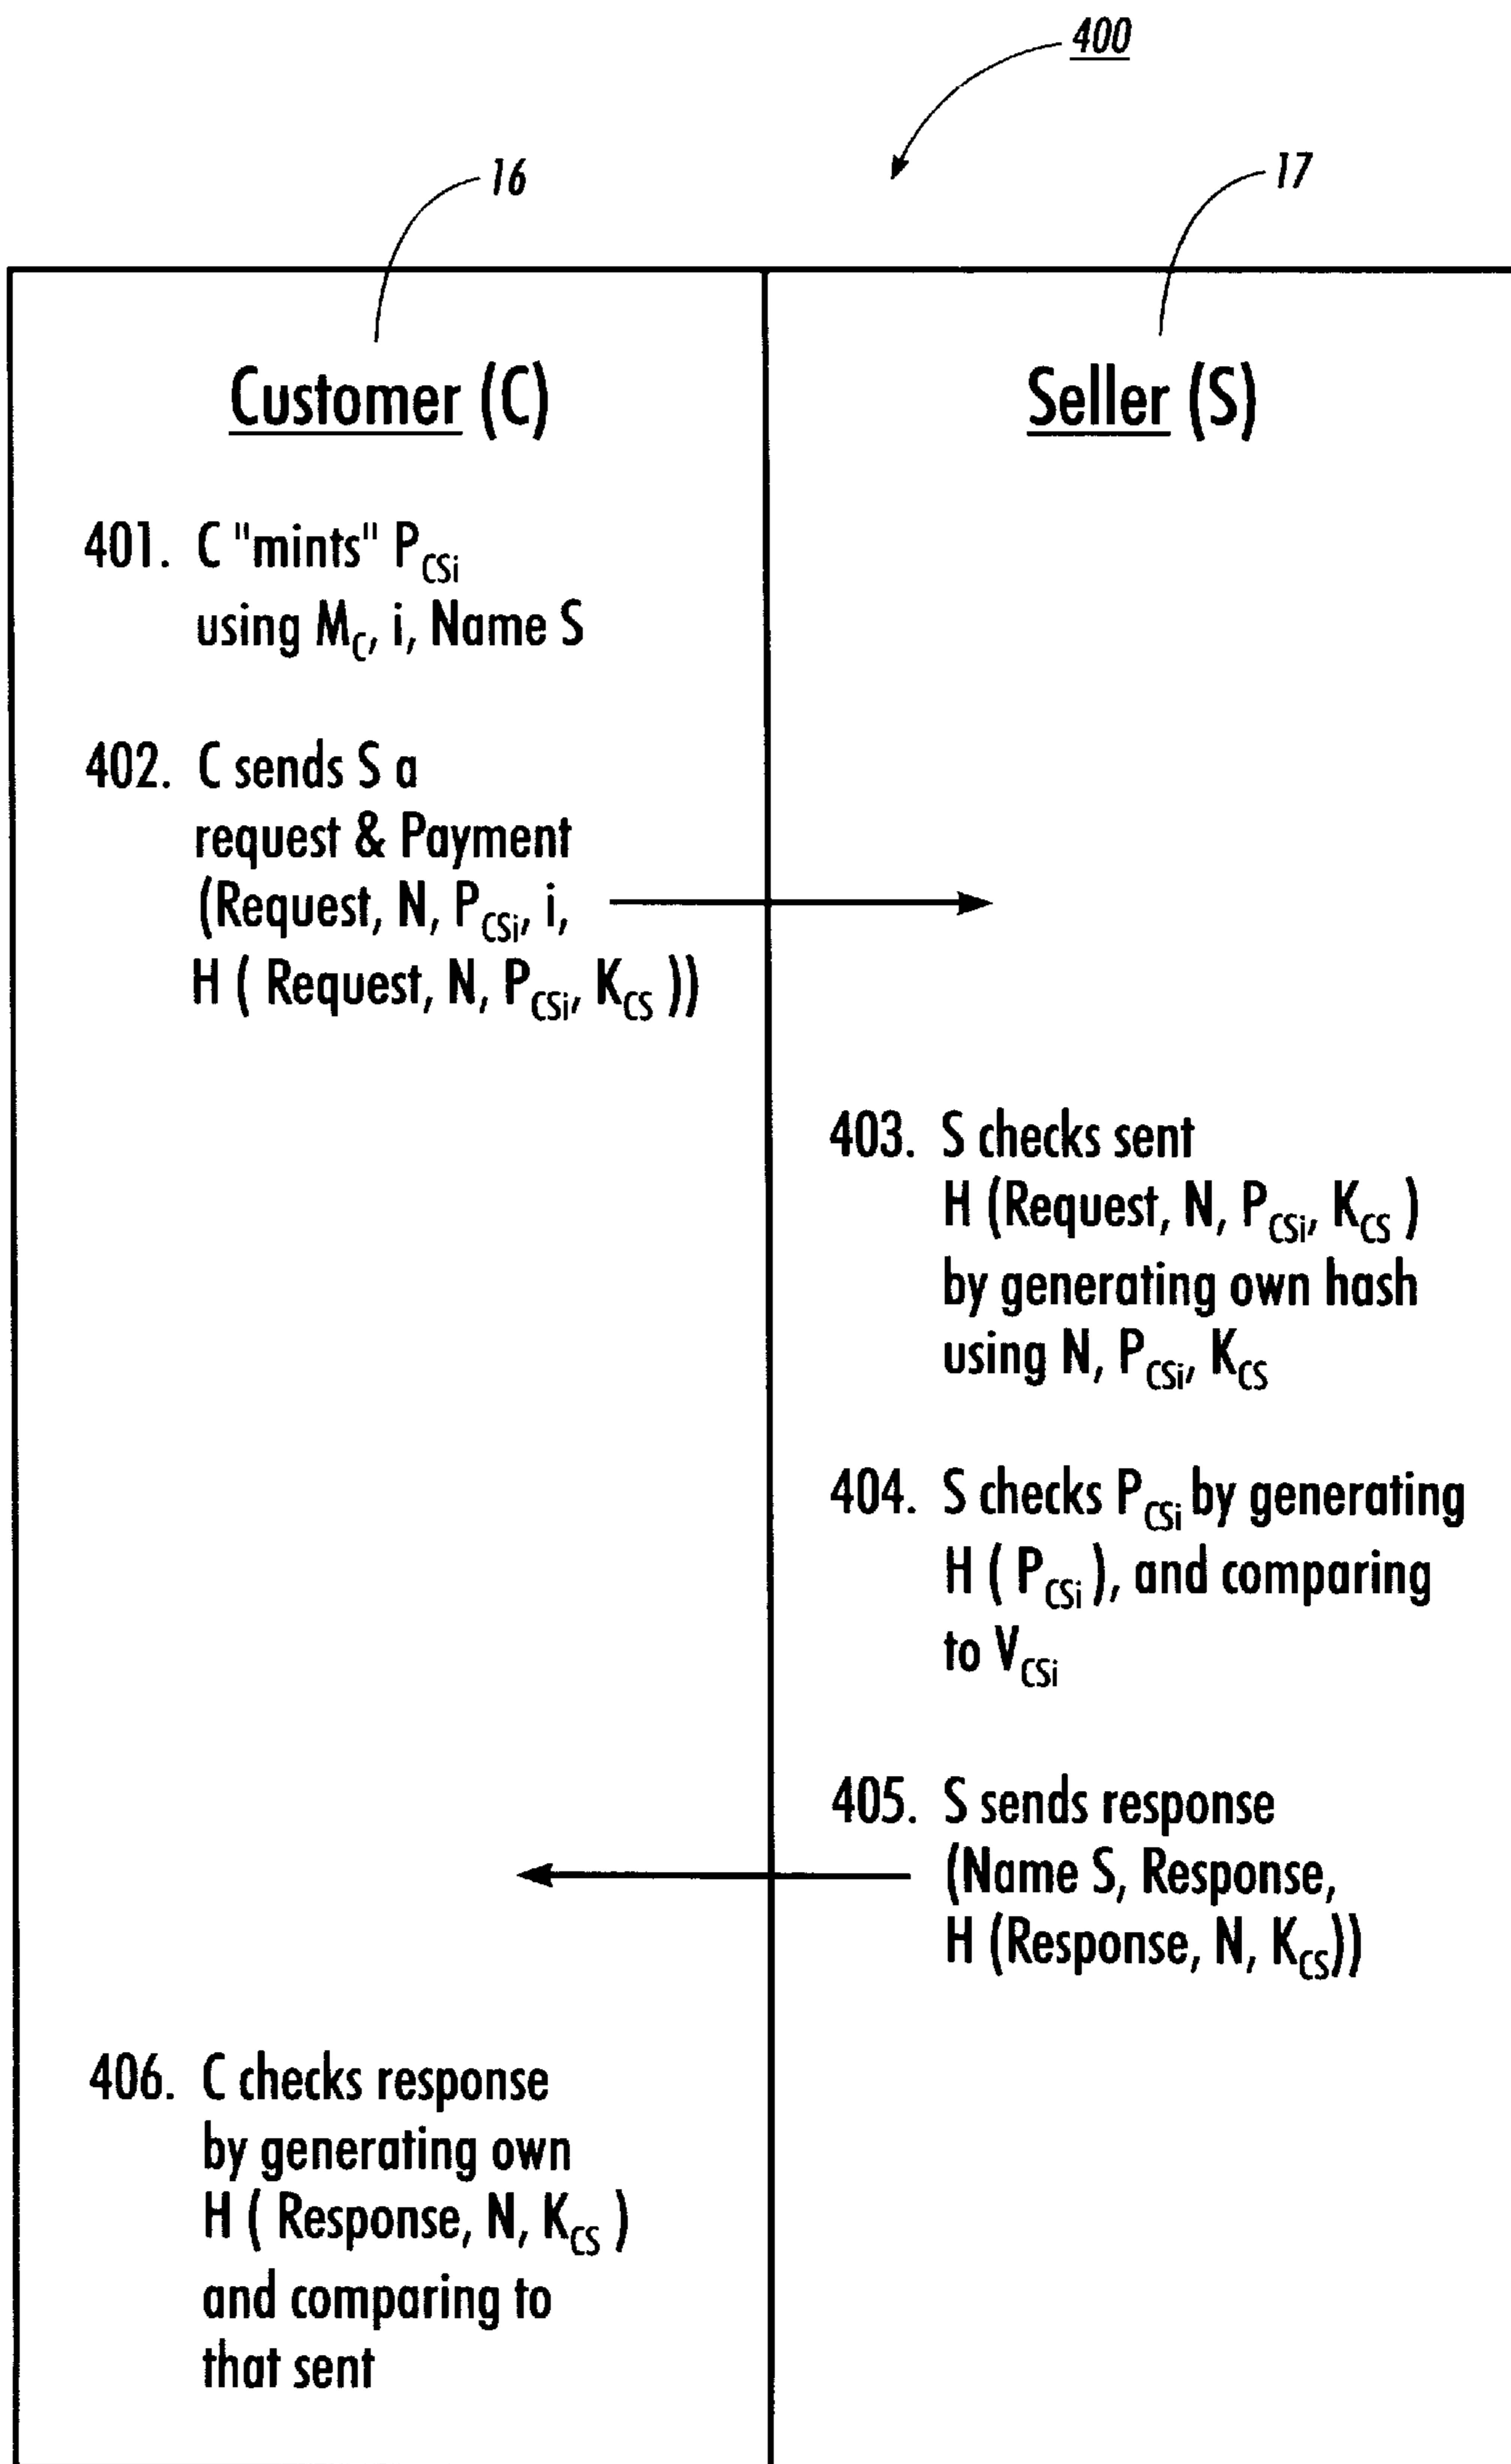 400
16
17
Customer (C)
Seller (S)
401. C "mints" P_CSi
using M_C, i, Name S
402. C sends S a
request & Payment
(Request, N, P_CSi, i,
H ( Request, N, P_CSi, K_CS ))
403. S checks sent
H (Request, N, P_CSi, K_CS )
by generating own hash
using N, P_CSi, K_CS
404. S checks P_CSi by generating
H ( P_CSi ), and comparing
to V_CSi
405. S sends response
(Name S, Response,
H (Response, N, K_CS))
406. C checks response
by generating own
H ( Response, N, K_CS )
and comparing to
that sent